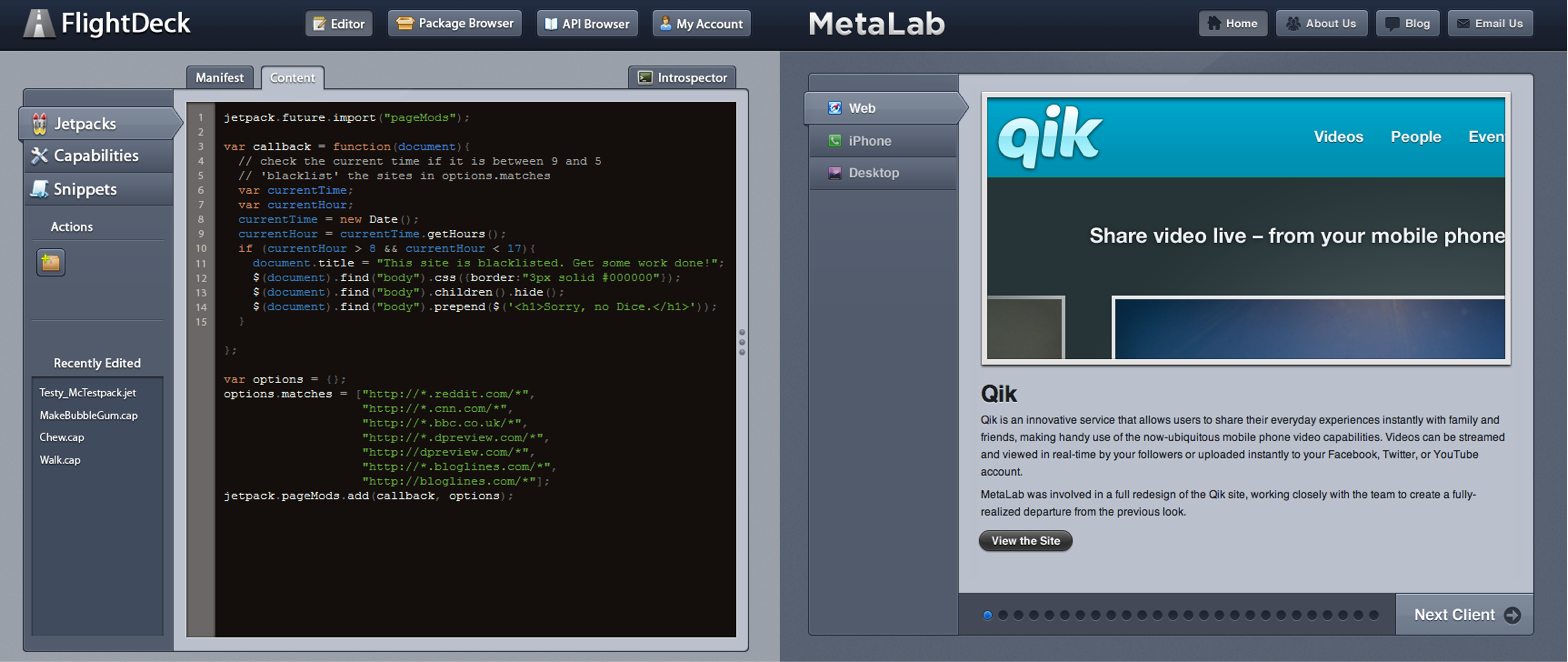 FlightDeck
Editor
Package Browser
API Browser
My Account
Manifest
Content
Introspector
Jetpacks
Capabilities
Snippets
Actions
Recently Edited
Testy_McTestpack.jet
MakeBubbleGum.cap
Chew.cap
Walk.cap
1 jetpack.future.import("pageMods");
2
3 var callback = function(document){
4 // check the current time if it is between 9 and 5
5 // 'blacklist' the sites in options.matches
6 var currentTime;
7 var currentHour;
8 currentTime = new Date();
9 currentHour = currentTime.getHours();
10 if (currentHour > 8 && currentHour < 17){
11 document.title = "This site is blacklisted. Get some work done!";
12 $(document).find("body").css({border:"3px solid #000000"});
13 $(document).find("body").children().hide();
14 $(document).find("body").prepend($('<h1>Sorry, no Dice.</h1>'));
15 }
};
var options = {};
options.matches = ["http://*.reddit.com/*",
"http://*.cnn.com/*",
"http://*.bbc.co.uk/*",
"http://*.dpreview.com/*",
"http://dpreview.com/*",
"http://*.bloglines.com/*",
"http://bloglines.com/*"];
jetpack.pageMods.add(callback, options);
MetaLab
Home
About Us
Blog
Email Us
Web
iPhone
Desktop
qik
Videos
People
Even
Share video live – from your mobile phone
Qik
Qik is an innovative service that allows users to share their everyday experiences instantly with family and
friends, making handy use of the now-ubiquitous mobile phone video capabilities. Videos can be streamed
and viewed in real-time by your followers or uploaded instantly to your Facebook, Twitter, or YouTube
account.
MetaLab was involved in a full redesign of the Qik site, working closely with the team to create a fully-
realized departure from the previous look.
View the Site
Next Client